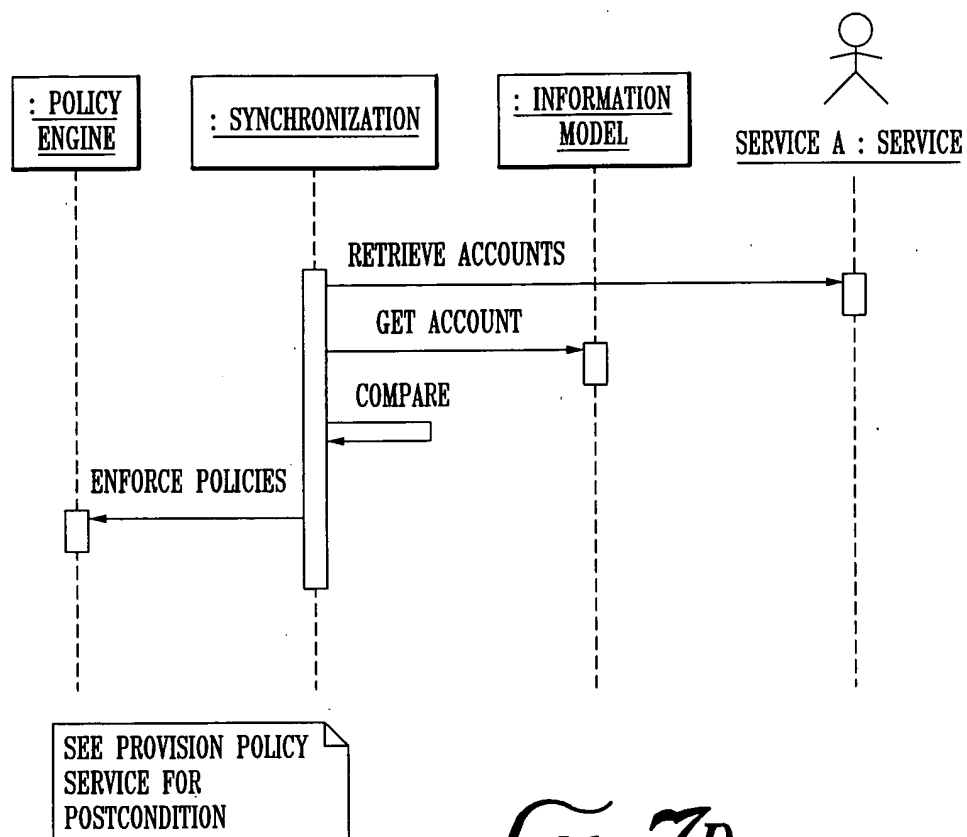 : POLICY
ENGINE
: SYNCHRONIZATION
: INFORMATION
MODEL
SERVICE A : SERVICE
RETRIEVE ACCOUNTS
GET ACCOUNT
COMPARE
ENFORCE POLICIES
SEE PROVISION POLICY
SERVICE FOR
POSTCONDITION